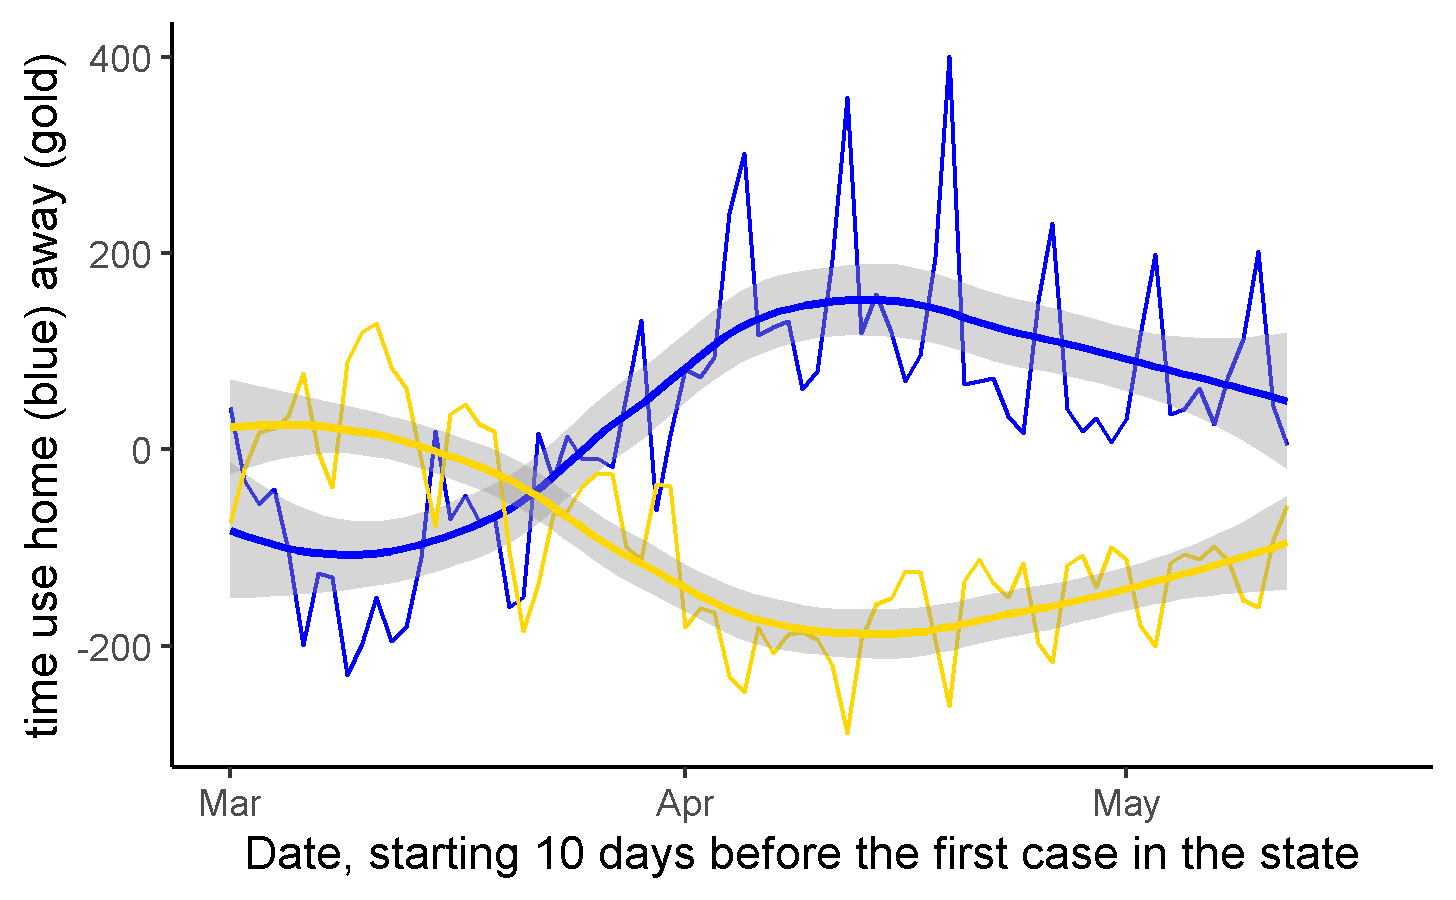 time use home (blue) away (gold)
400
200
0
-200
Mar
Apr
May
Date, starting 10 days before the first case in the state